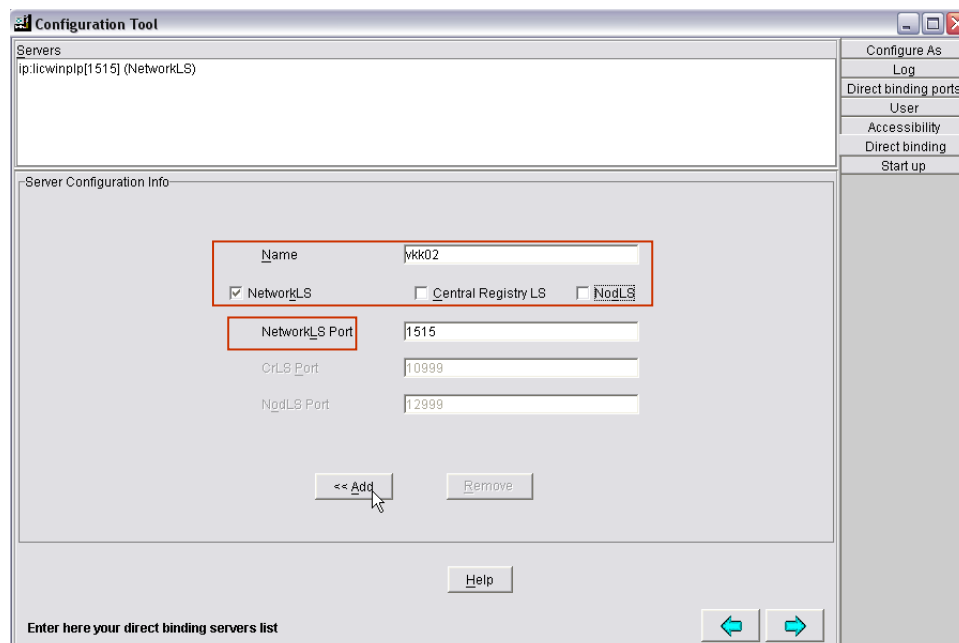 Configuration Tool
Servers
ip:licwinplp[1515] (NetworkLS)
Configure As
Log
Direct binding ports
User
Accessibility
Direct binding
Start up
Server Configuration Info
Name vkk02
NetworkLS Central Registry LS NodLS
NetworkLS Port 1515
CrLS Port 10999
NodLS Port 12999
<< Add Remove
Help
Enter here your direct binding servers list